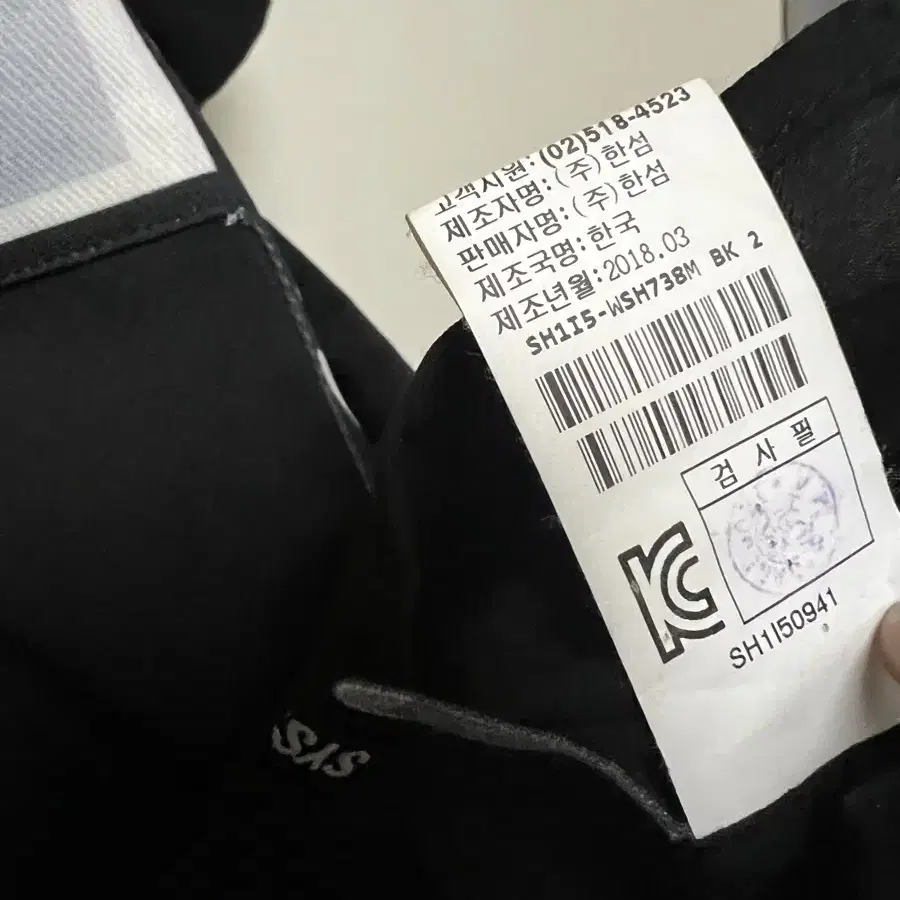 고객지원: (02)518-4523
제조자명: (주)한섬
판매자명: (주)한섬
제조국명: 한국
제조년월: 2018.03
SH1I5-WSH738M BK 2
검사필
KC
SH1I50941
SYS